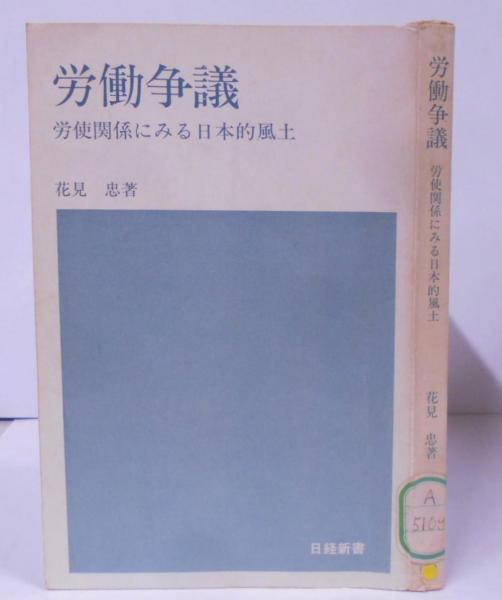 労働争議
労使関係にみる日本的風土
花見 忠著
日経新書
労働争議
労使関係にみる日本的風土
花見 忠著
A
5109